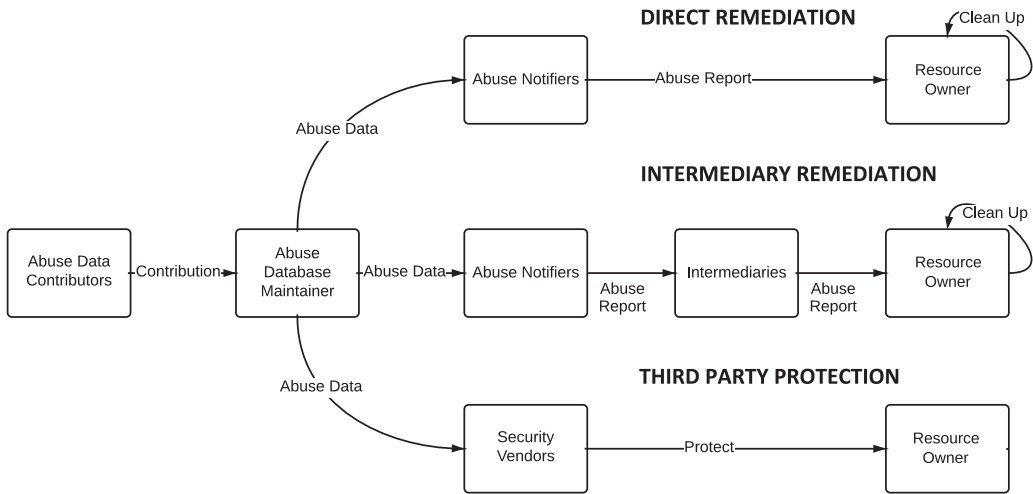 DIRECT REMEDIATION
Clean Up
Abuse Notifiers
Abuse Report
Resource
Owner
Abuse Data
INTERMEDIARY REMEDIATION
Clean Up
Abuse Data
Contributors
Contribution
Abuse
Database
Maintainer
Abuse Data
Abuse Notifiers
Abuse
Report
Intermediaries
Abuse
Report
Resource
Owner
Abuse Data
THIRD PARTY PROTECTION
Security
Vendors
Protect
Resource
Owner